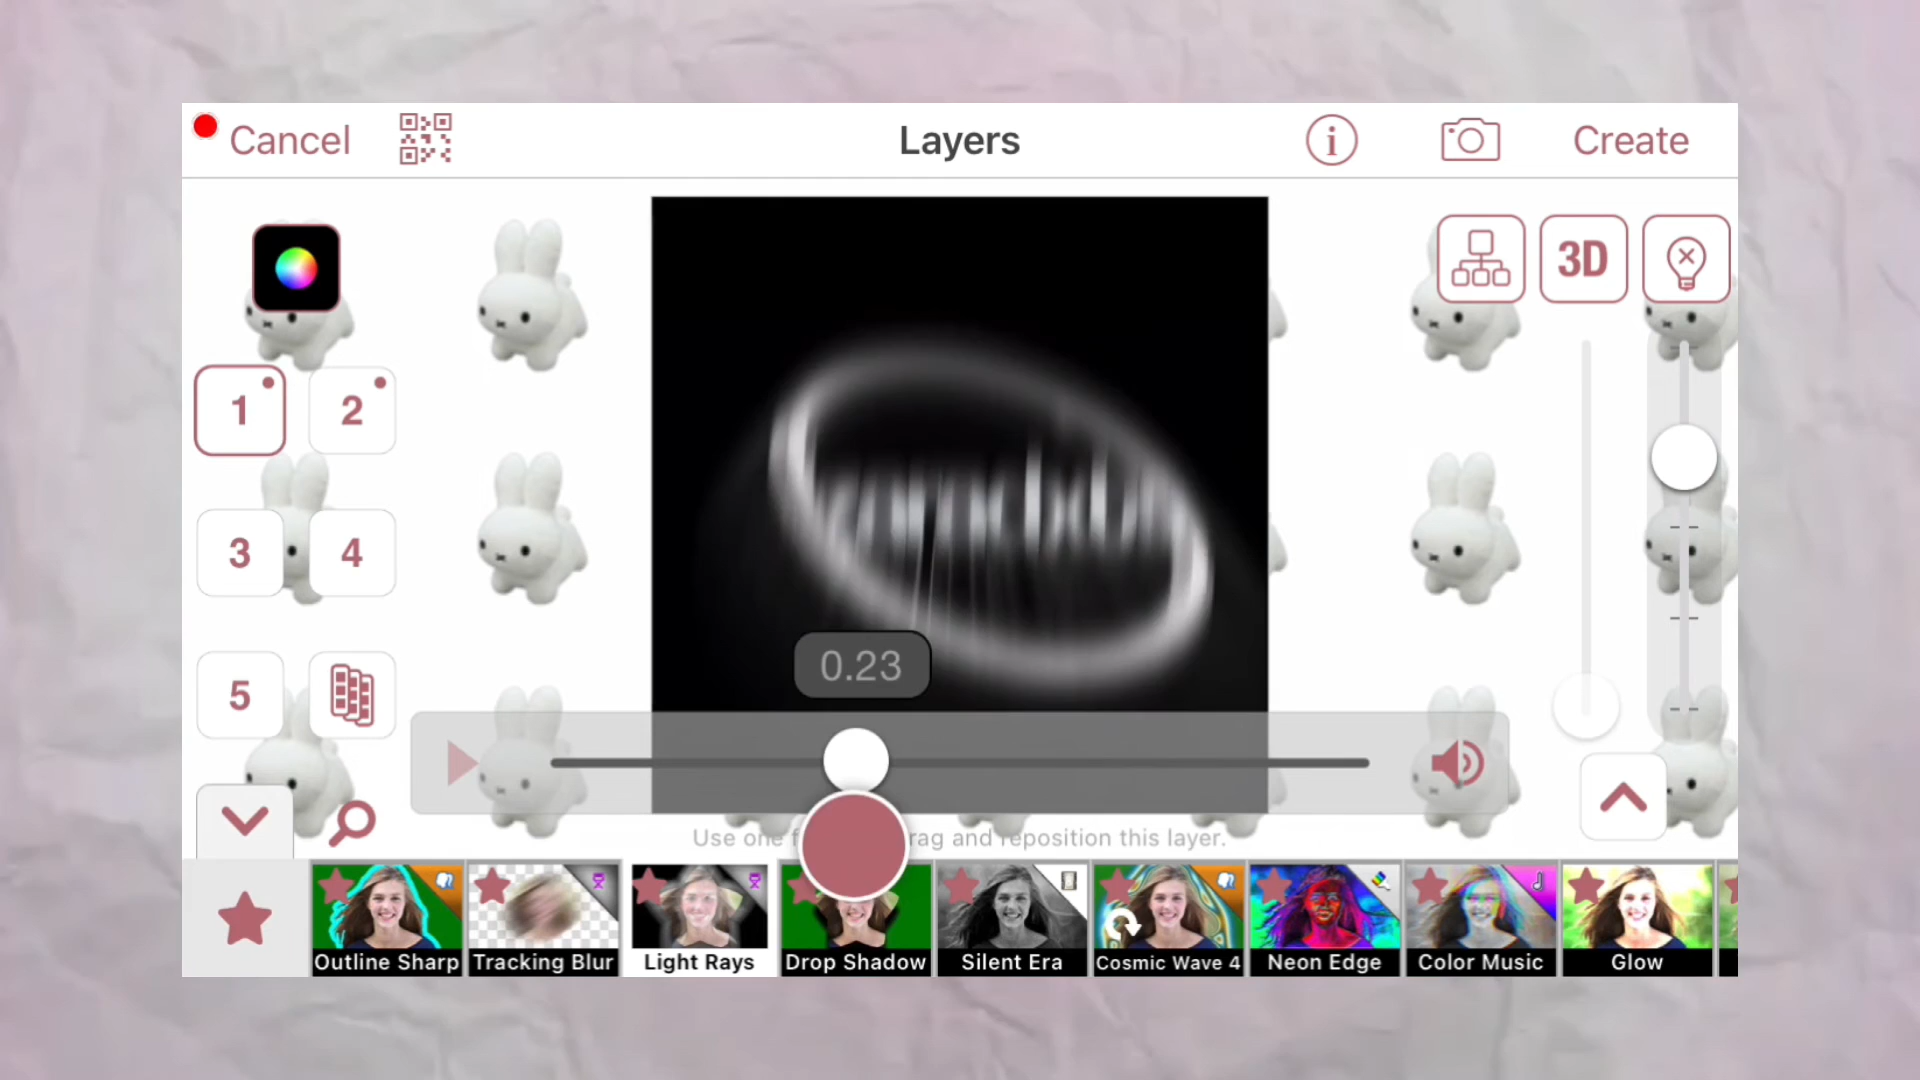 Cancel
Layers
Create
3D
1
2
3
4
5
0.23
Use one f rag and reposition this layer.
Outline Sharp
Tracking Blur
Light Rays
Drop Shadow
Silent Era
Cosmic Wave 4
Neon Edge
Color Music
Glow